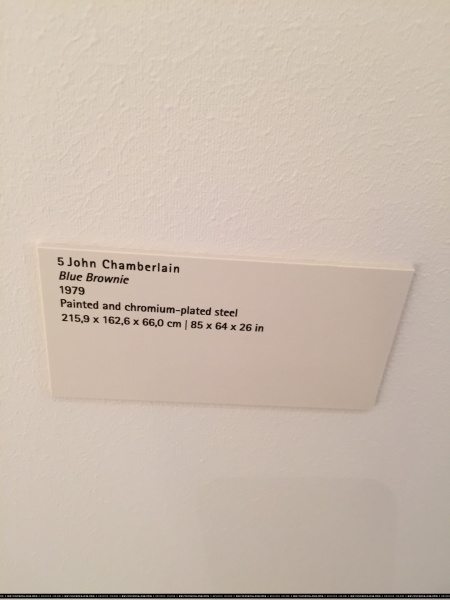 5 John Chamberlain
Blue Brownie
1979
Painted and chromium-plated steel
215,9 x 162,6 x 66,0 cm | 85 x 64 x 26 in